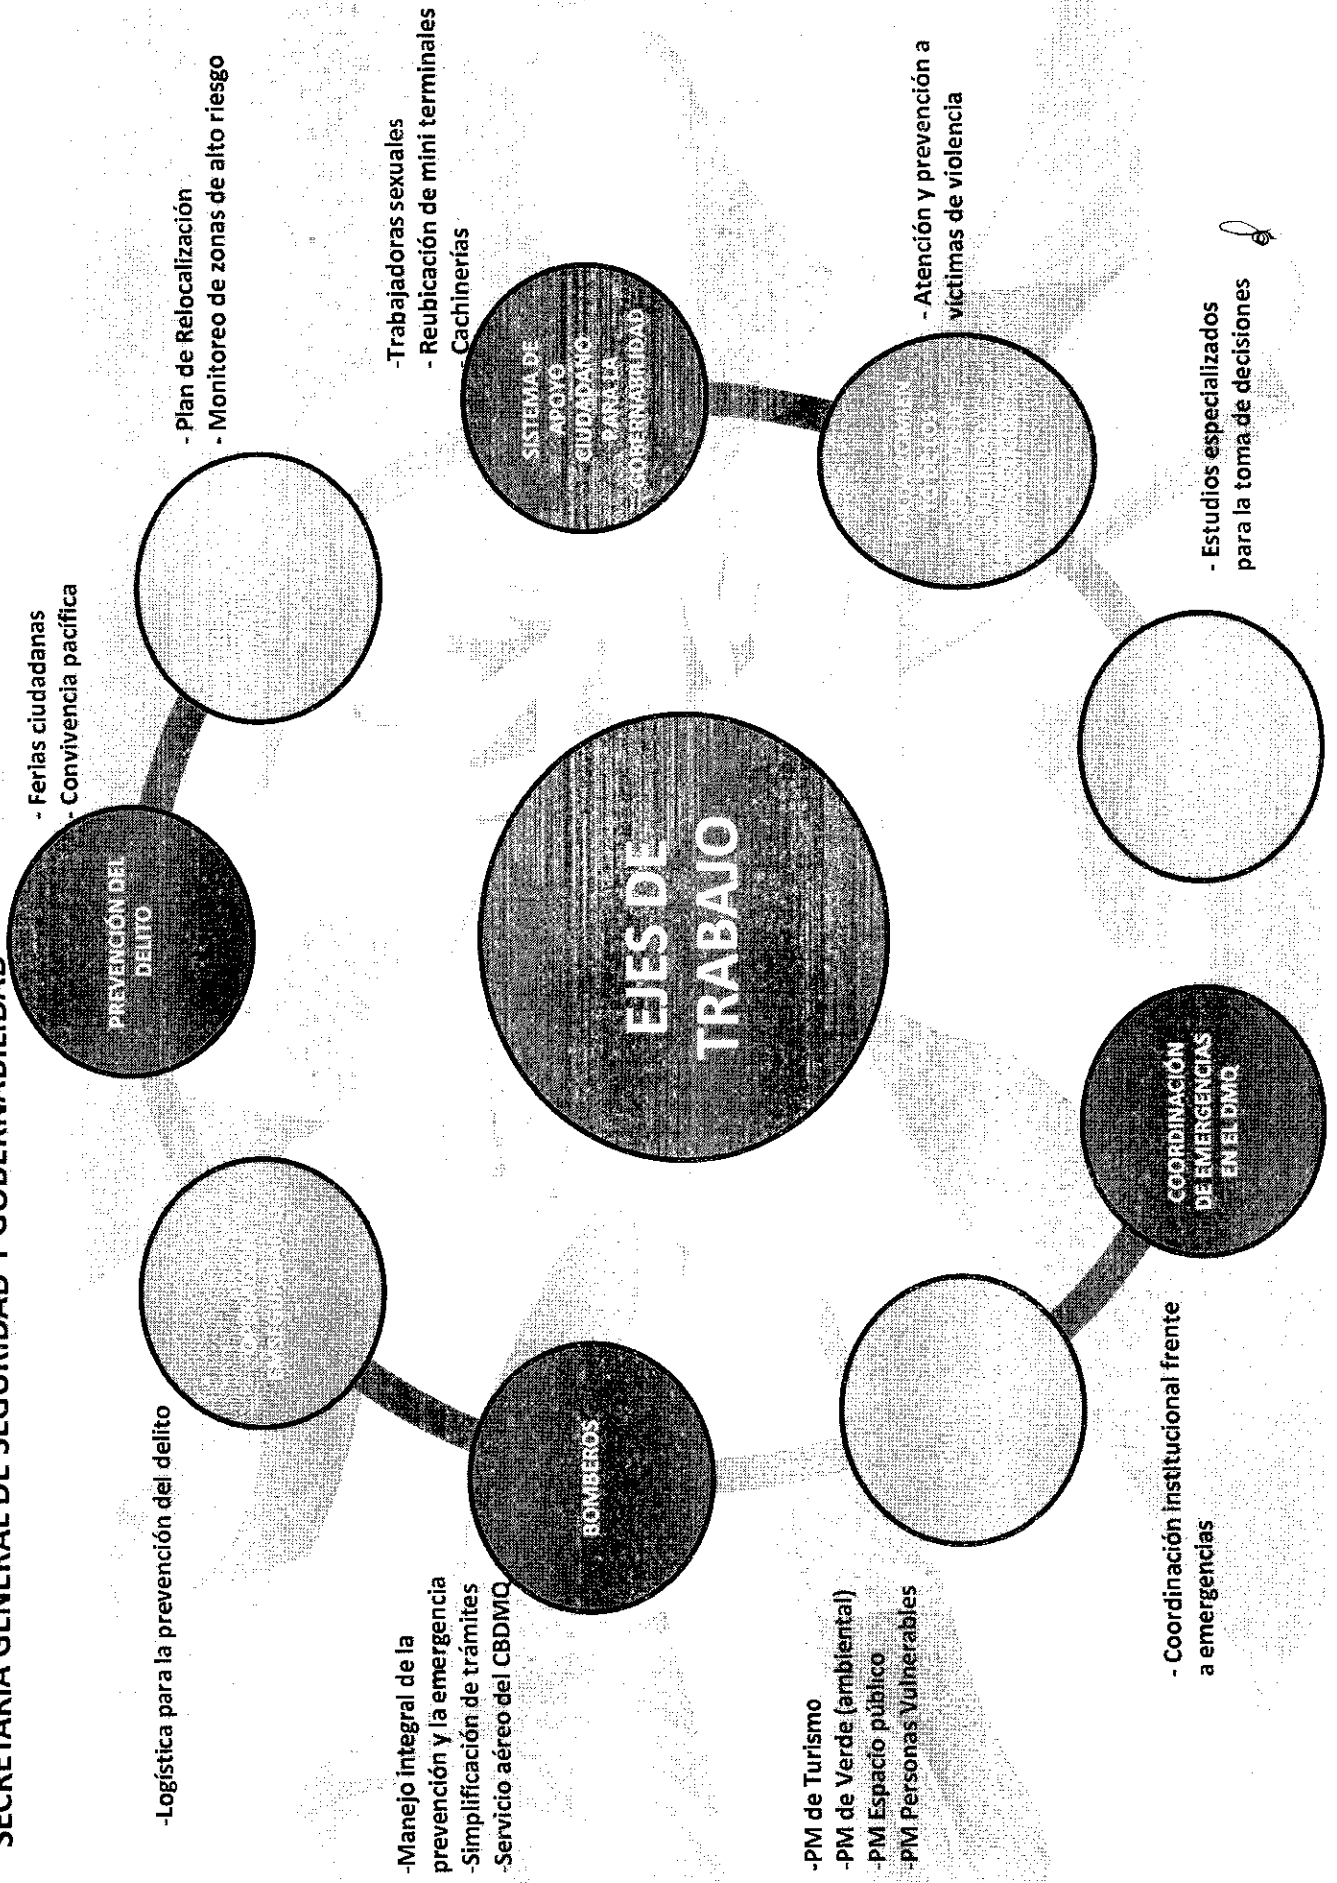 SECRETARÍA GENERAL DE SEGURIDAD Y GOBERNABILIDAD
- Ferias ciudadanas
- Convivencia pacífica
PREVENCIÓN DEL
DELITO
- Plan de Relocalización
- Monitoreo de zonas de alto riesgo
-Trabajadoras sexuales
- Reubicación de mini terminales
- Cachinerías
SISTEMA DE
APOYO
CIUDADANO
PARA LA
GOBERNABILIDAD
- Atención y prevención a
víctimas de violencia
- Estudios especializados
para la toma de decisiones
COORDINACIÓN
DE EMERGENCIAS
EN EL DMQ
- Coordinación institucional frente
a emergencias
-PM de Turismo
-PM de Verde (ambiental)
-PM Espacio público
-PM Personas Vulnerables
BOMBEROS
-Manejo integral de la
prevención y la emergencia
-Simplificación de trámites
-Servicio aéreo del CBDMQ
-Logística para la prevención del delito
EJES DE
TRABAJO